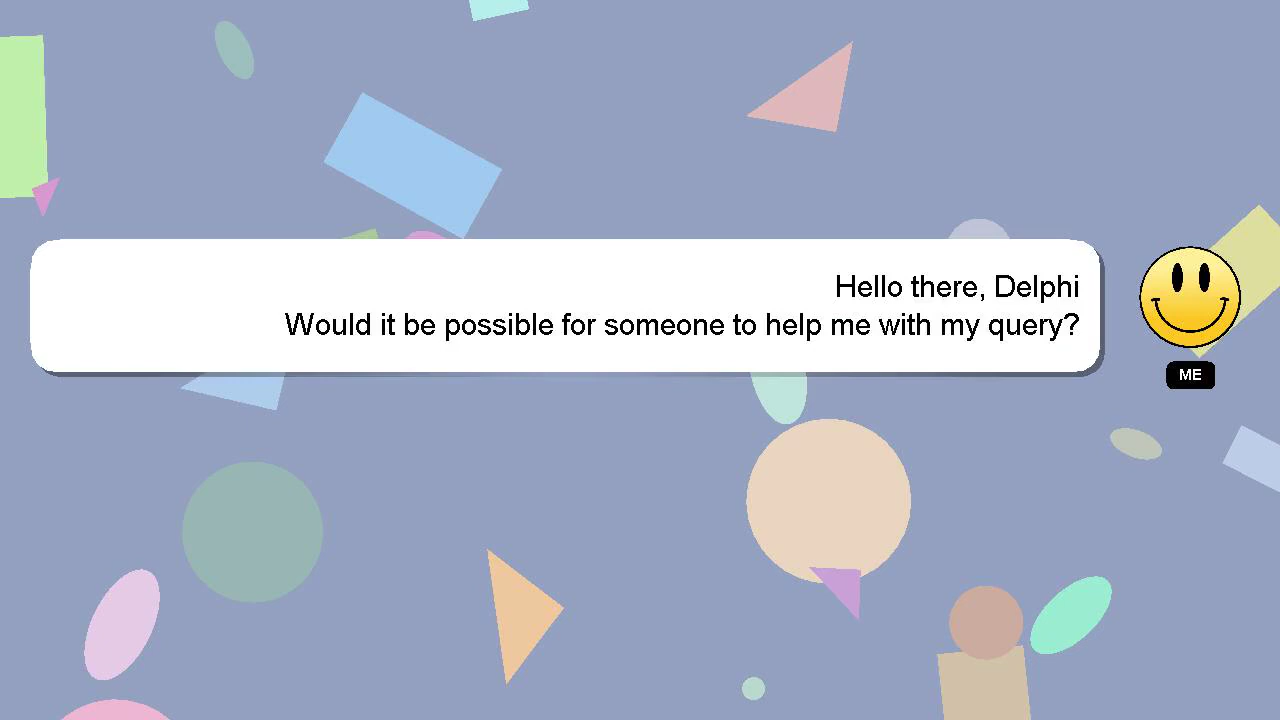 Hello there, Delphi
Would it be possible for someone to help me with my query?
ME